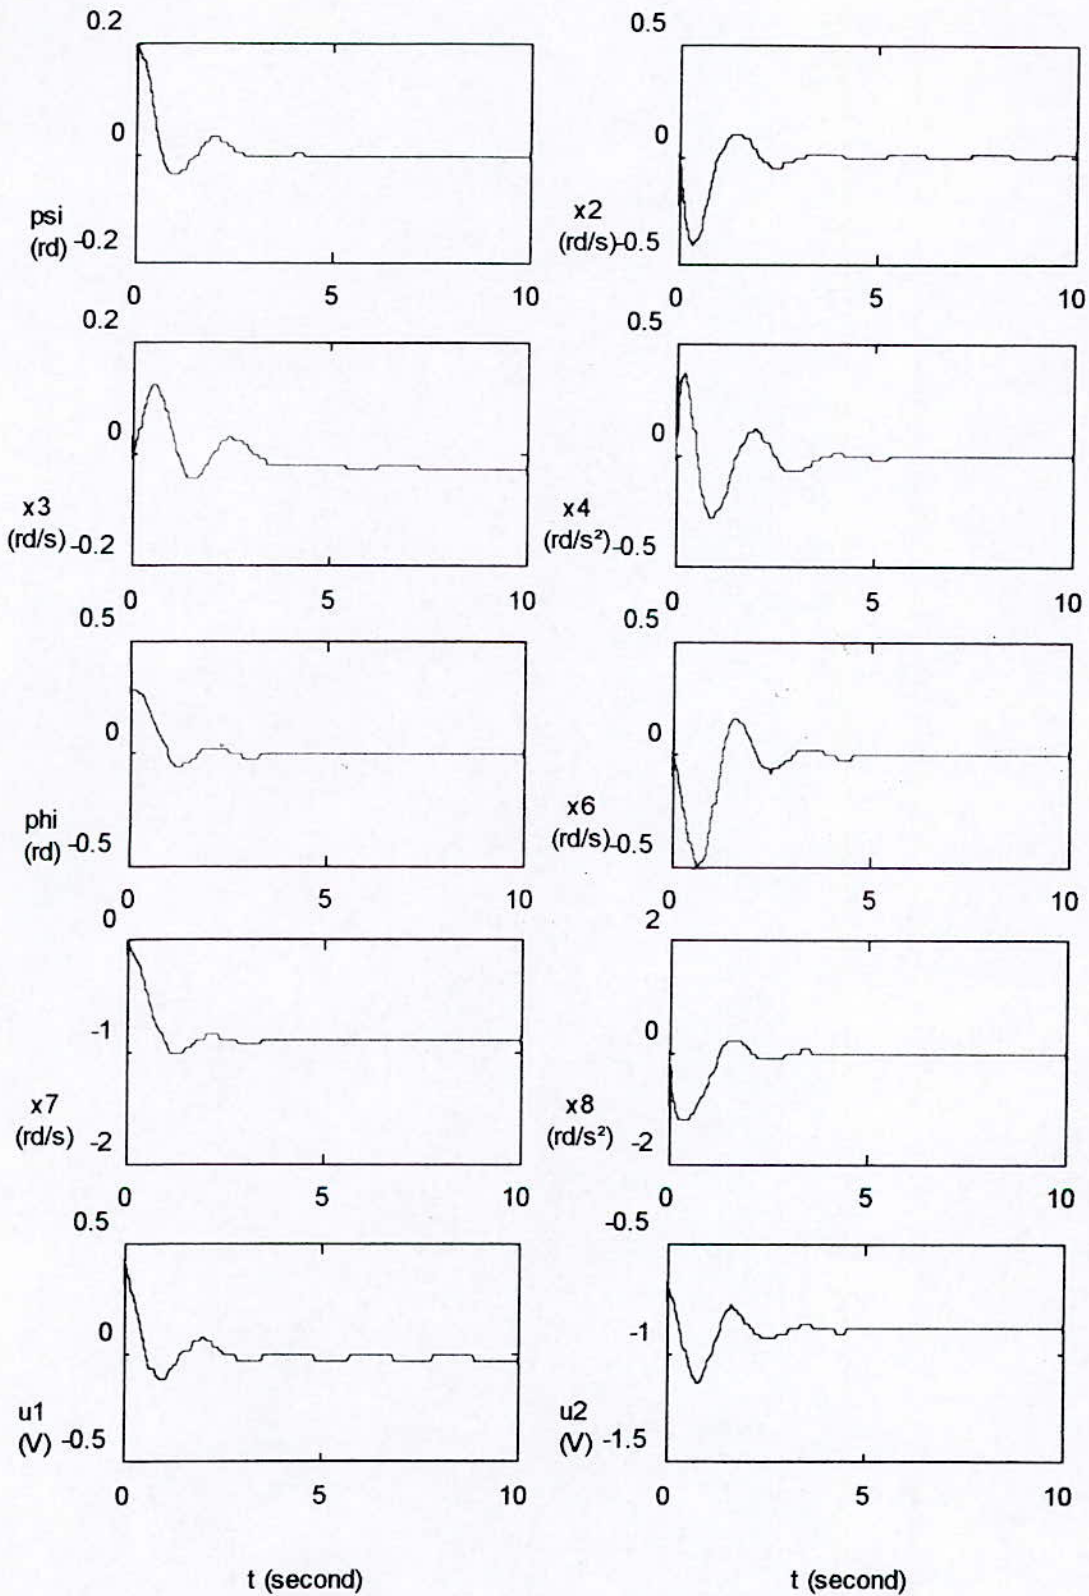 0.2
0
psi
(rd) -0.2
0 5 10
0.5
0
x2
(rd/s) -0.5
0 5 10
0.2
0
x3
(rd/s) -0.2
0 5 10
0.5
0
x4
(rd/s²) -0.5
0 5 10
0.5
0
phi
(rd) -0.5
0 5 10
0.5
0
x6
(rd/s) -0.5
0 5 10
0
-1
x7
(rd/s) -2
0 5 10
2
0
x8
(rd/s²) -2
0 5 10
0.5
0
u1
(V) -0.5
0 5 10
-0.5
-1
u2
(V) -1.5
0 5 10
t (second)
t (second)